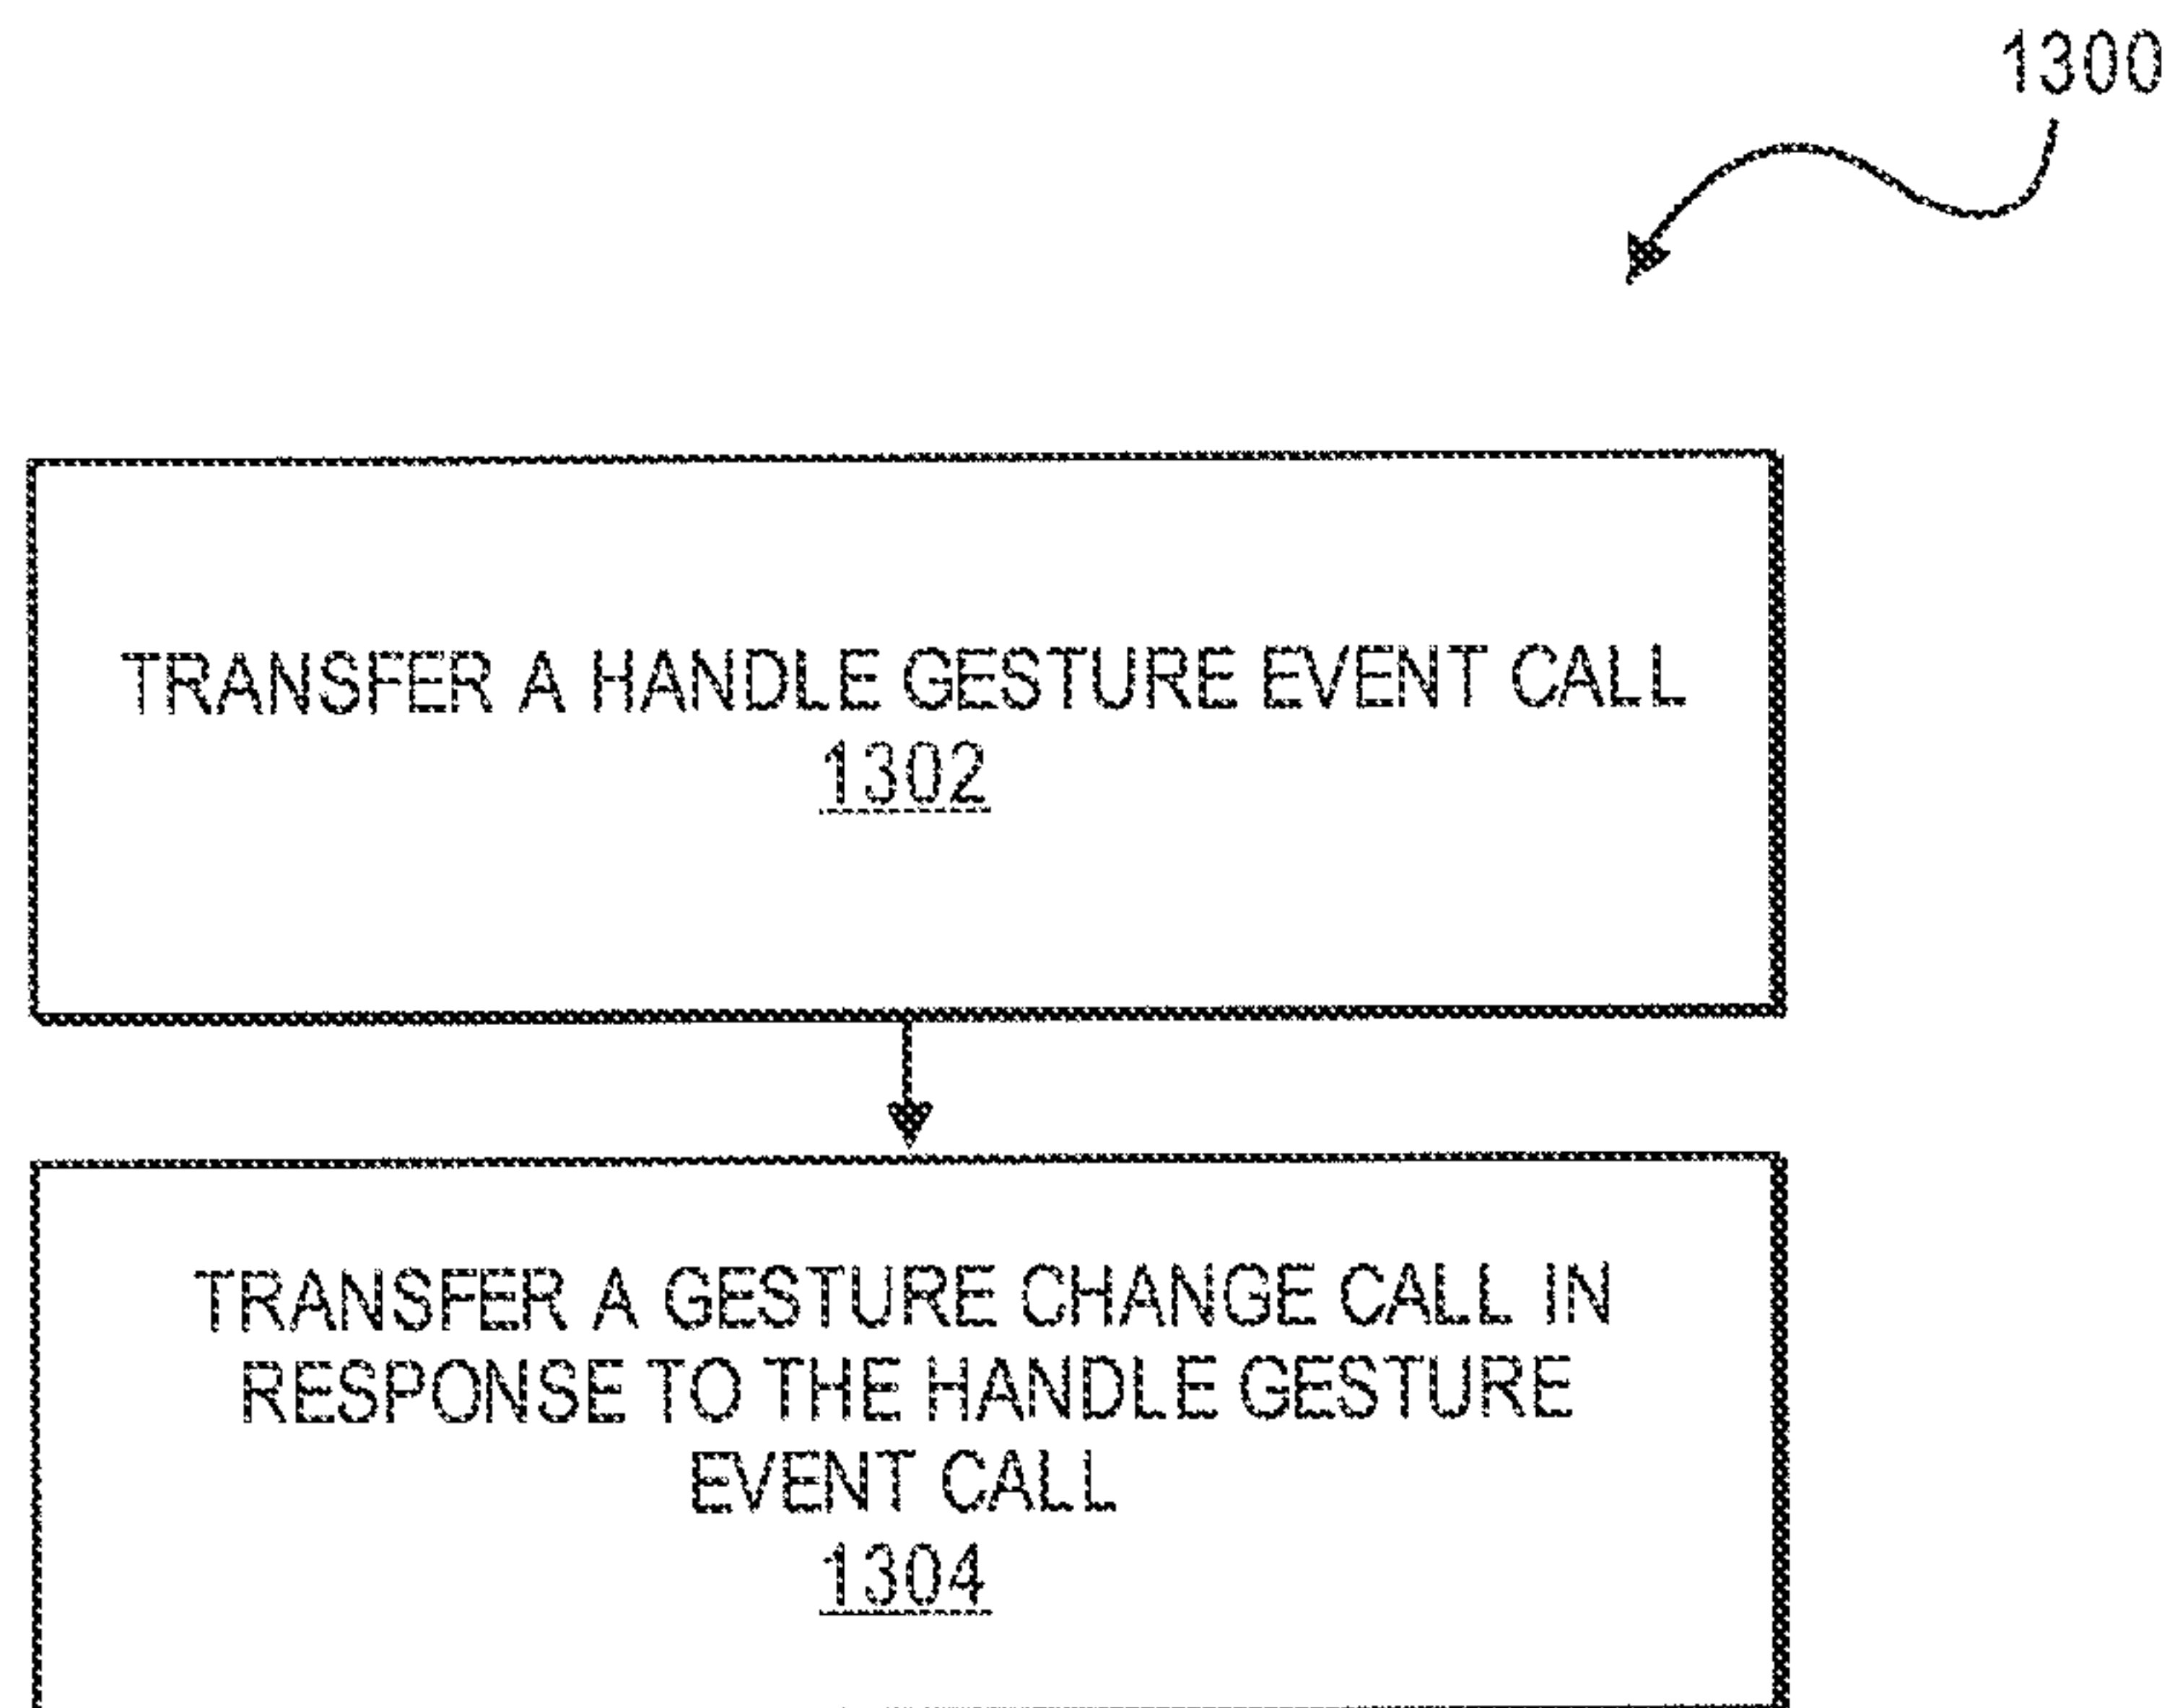 1300
TRANSFER A HANDLE GESTURE EVENT CALL
1302
TRANSFER A GESTURE CHANGE CALL IN
RESPONSE TO THE HANDLE GESTURE
EVENT CALL
1304